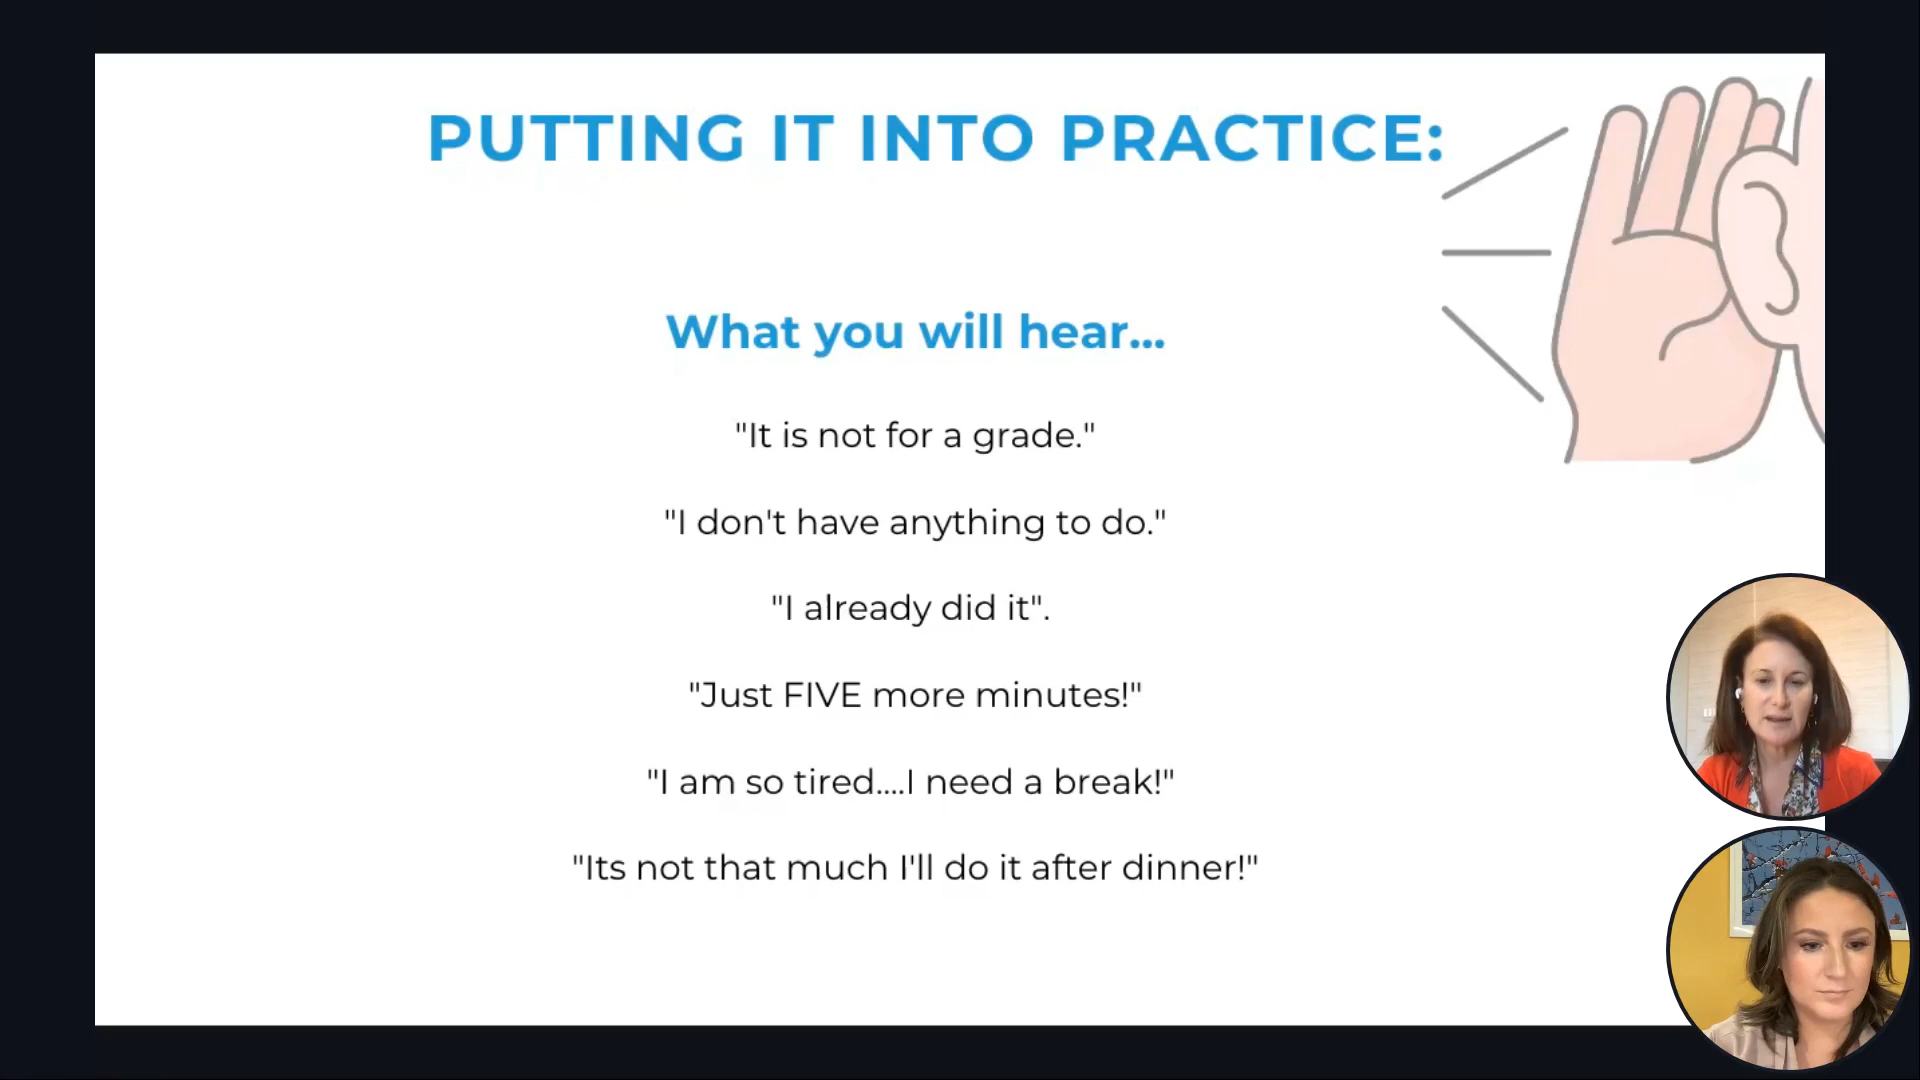 PUTTING IT INTO PRACTICE:
What you will hear...
"It is not for a grade."
"I don't have anything to do."
"I already did it".
"Just FIVE more minutes!"
"I am so tired....I need a break!"
"Its not that much I'll do it after dinner!"